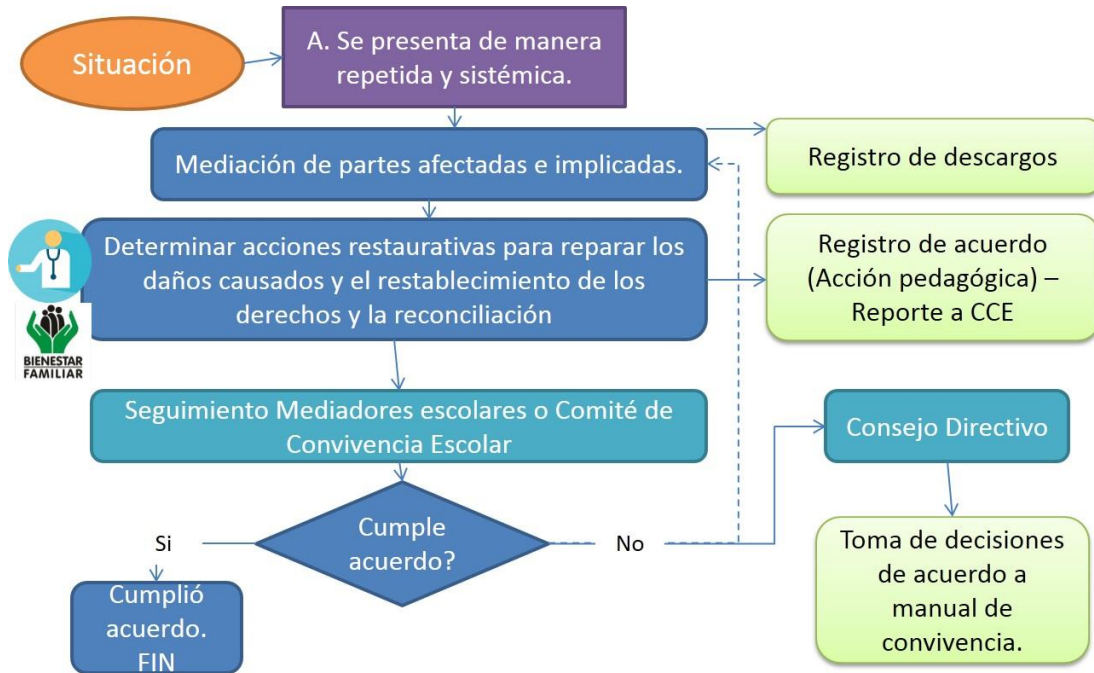 Situación
A. Se presenta de manera
repetida y sistémica.
Mediación de partes afectadas e implicadas.
Registro de descargos
Determinar acciones restaurativas para reparar los
daños causados y el restablecimiento de los
derechos y la reconciliación
Registro de acuerdo
(Acción pedagógica) –
Reporte a CCE
BIENESTAR
FAMILIAR
Seguimiento Mediadores escolares o Comité de
Convivencia Escolar
Consejo Directivo
Cumple
acuerdo?
Si
No
Cumplió
acuerdo.
FIN
Toma de decisiones
de acuerdo a
manual de
convivencia.